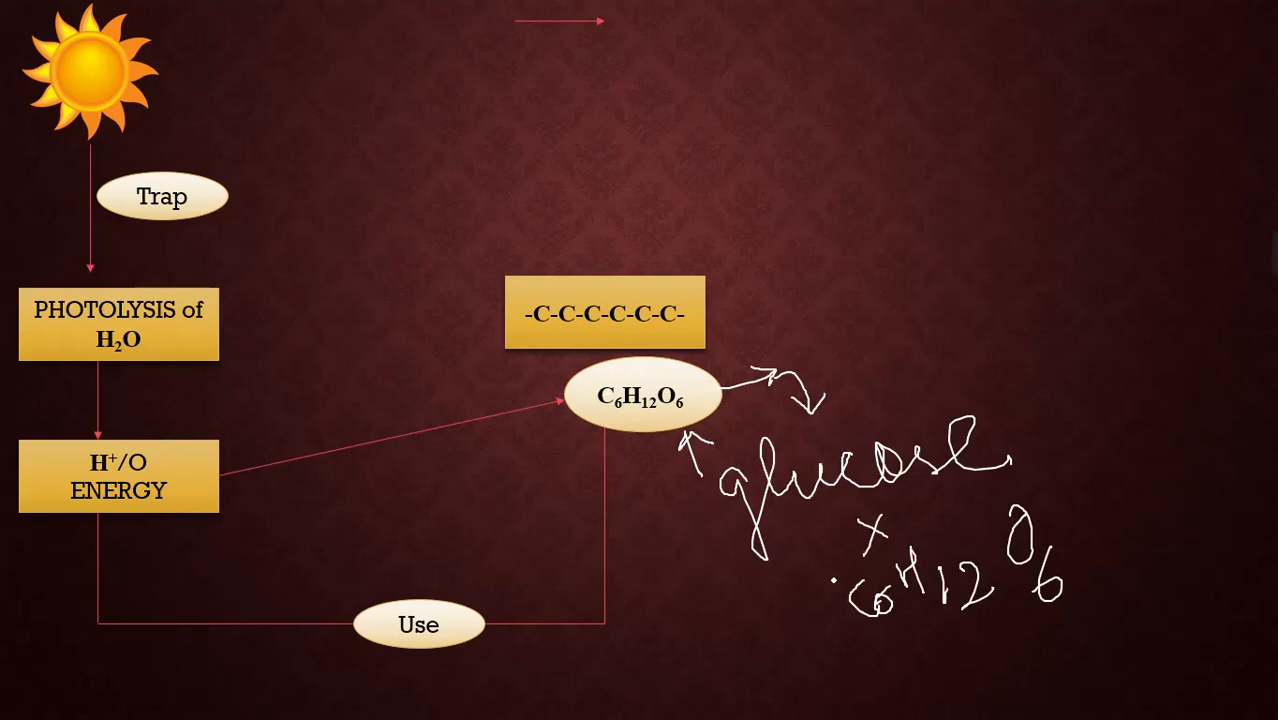 Trap
PHOTOLYSIS of
H₂O
-C-C-C-C-C-C-
C₆H₁₂O₆
H⁺/O
ENERGY
glucose
x
C6H12O6
Use